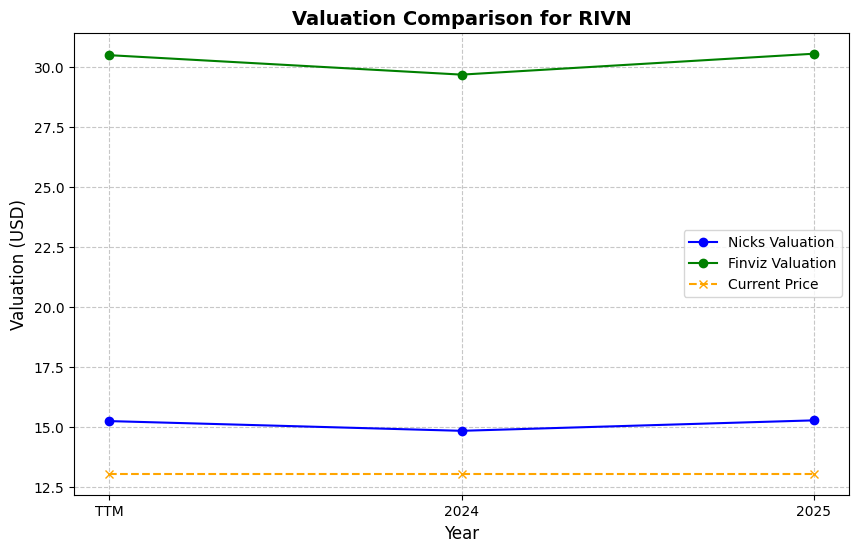 Valuation Comparison for RIVN
Valuation (USD)
30.0
27.5
25.0
22.5
20.0
17.5
15.0
12.5
Nicks Valuation
Finviz Valuation
Current Price
TTM
2024
2025
Year